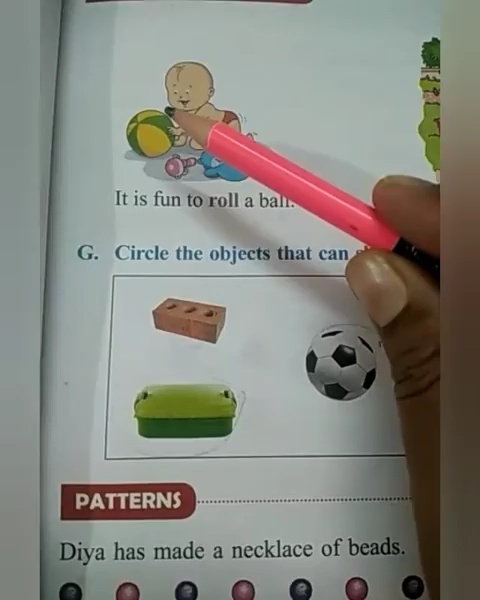 It is fun to roll a ball.
G. Circle the objects that can
PATTERNS
Diya has made a necklace of beads.